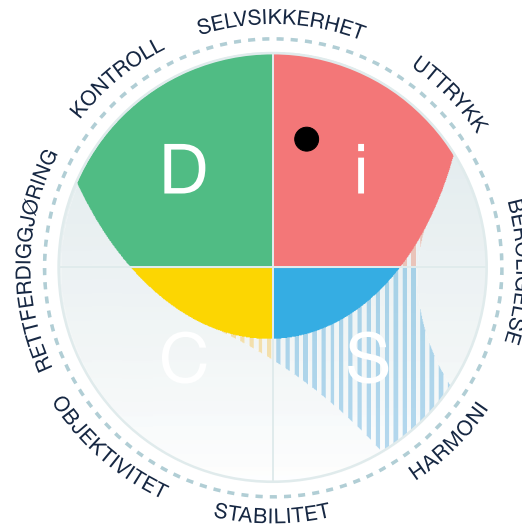 SELVSIKKERHET
KONTROLL
UTTRYKK
D
i
RETTFERDIGGJØRING
BEROLIGELSE
C
S
OBJEKTIVITET
HARMONI
STABILITET